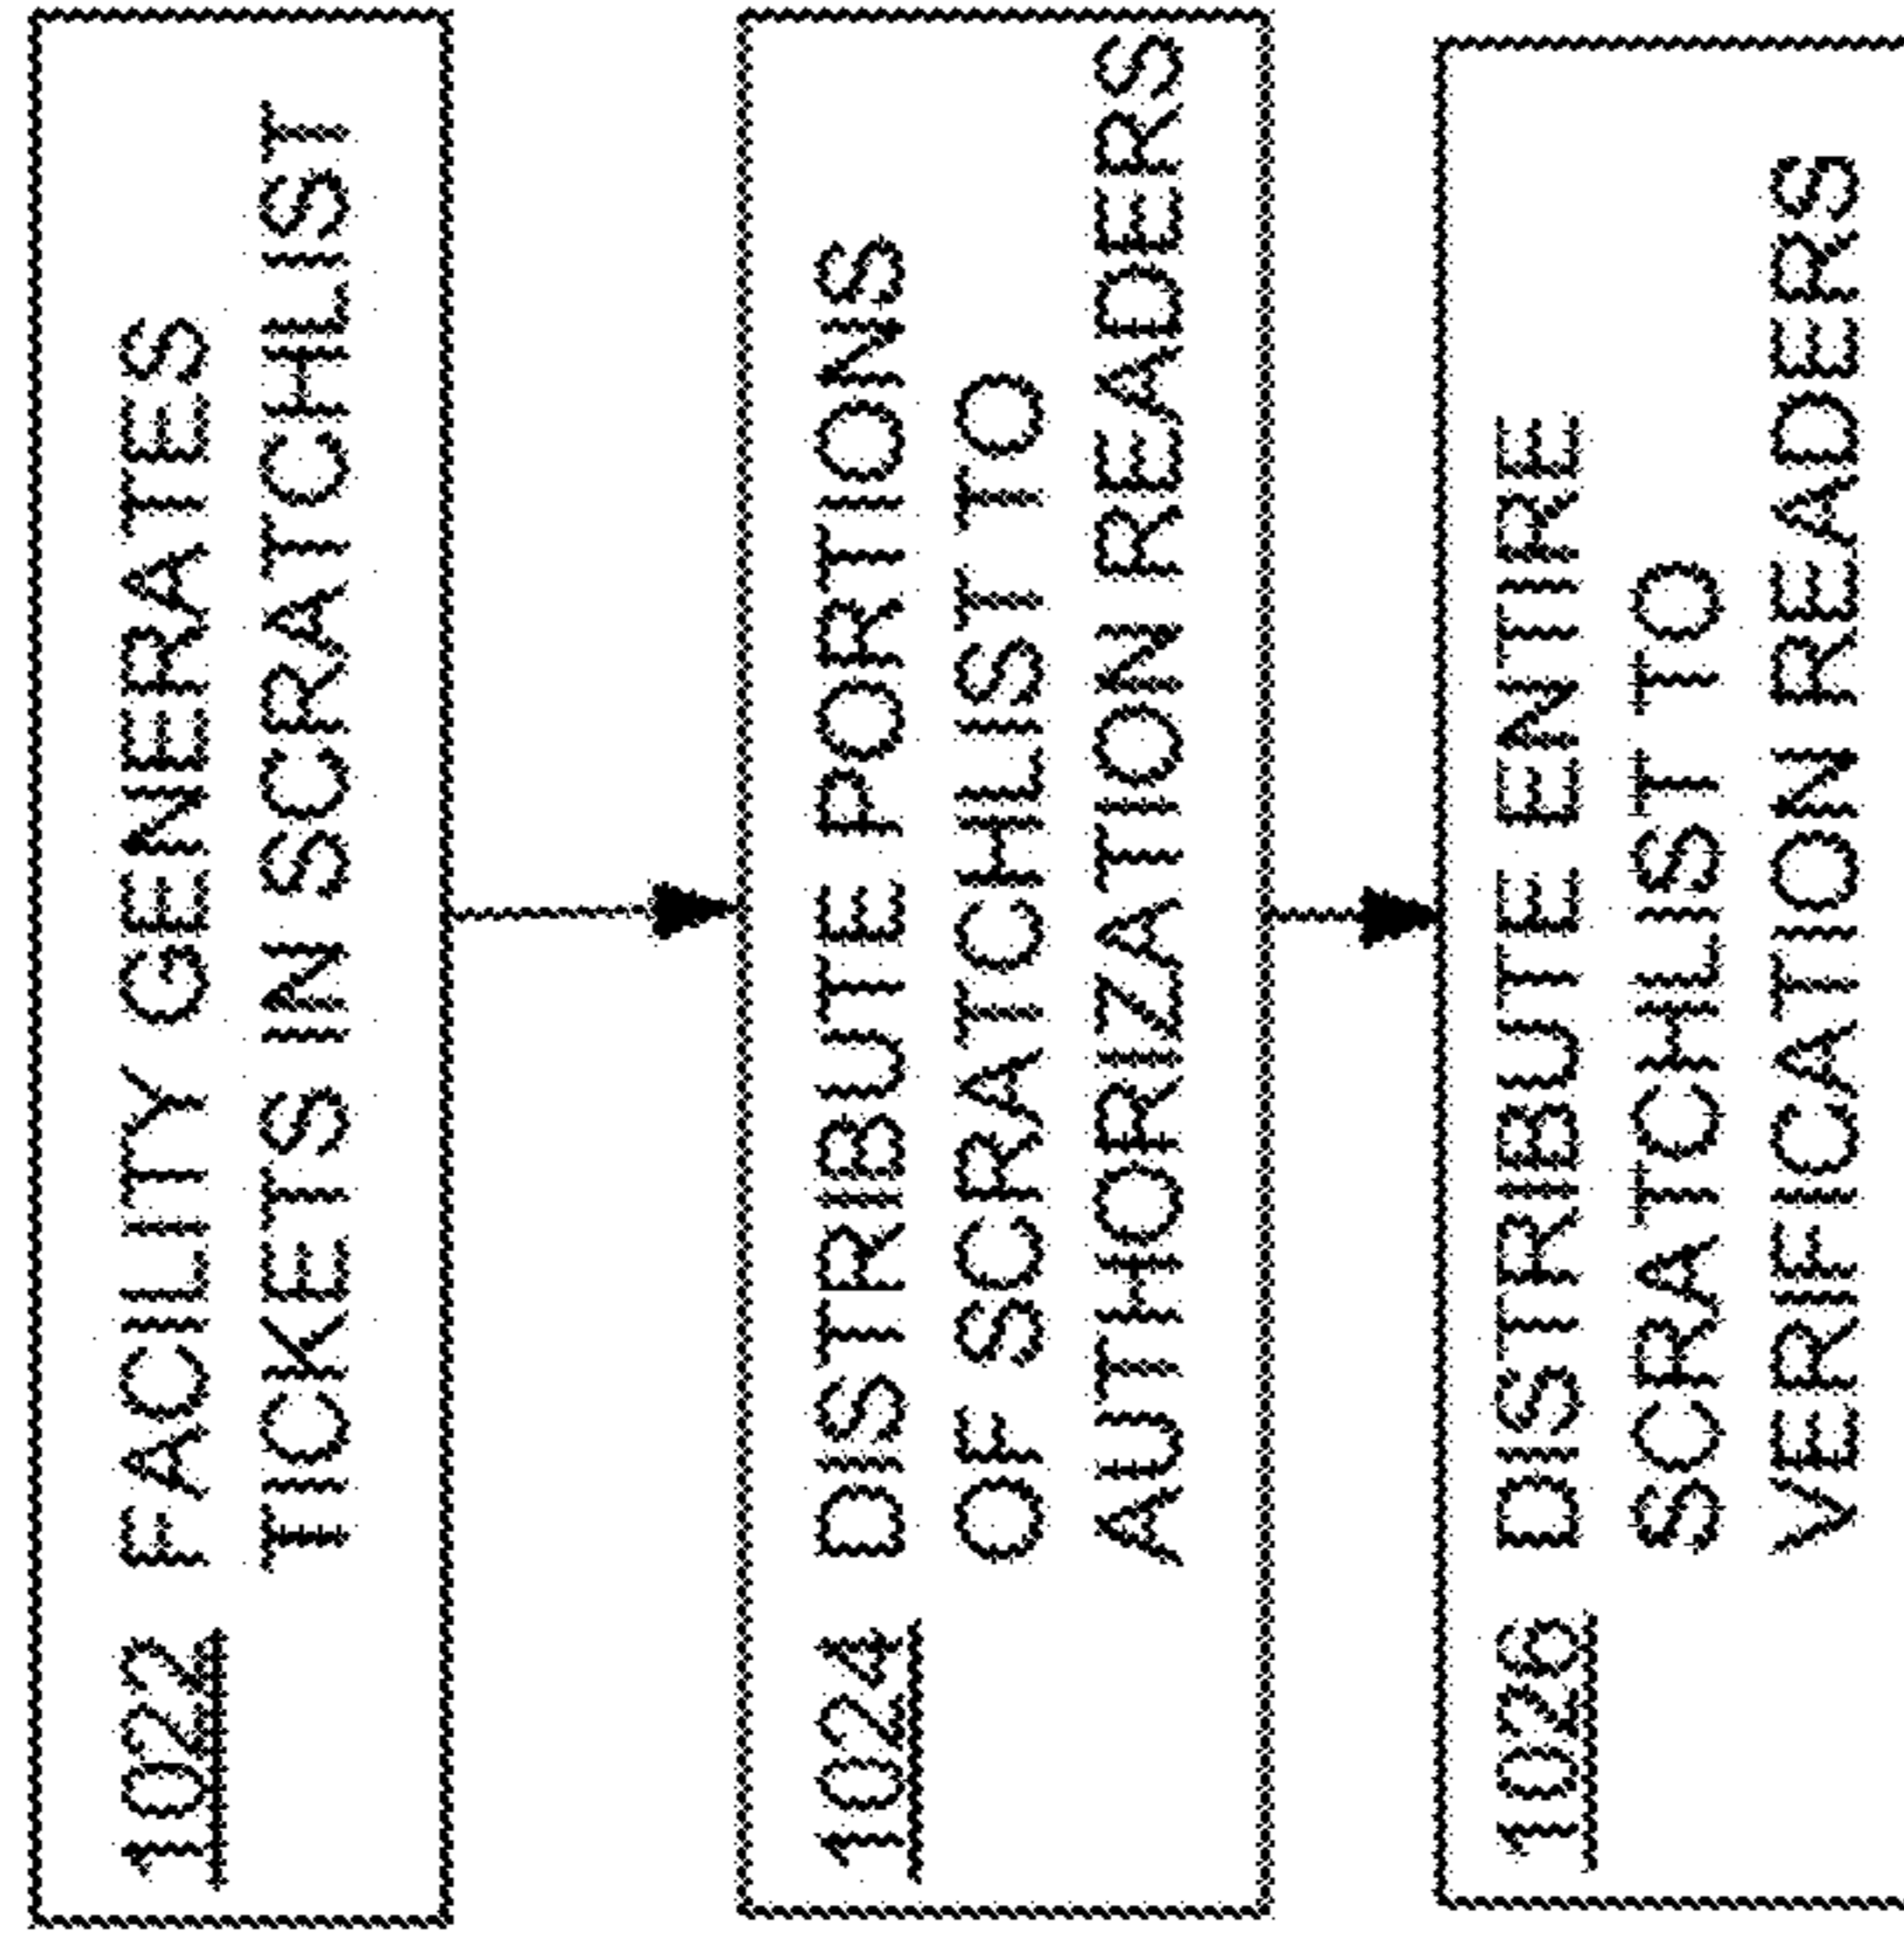 1022 FACILITY GENERATES
TICKETS IN SCRATCHLIST
1024 DISTRIBUTE PORTIONS
OF SCRATCHLIST TO
AUTHORIZATION READERS
1026 DISTRIBUTE ENTIRE
SCRATCHLIST TO
VERIFICATION READERS